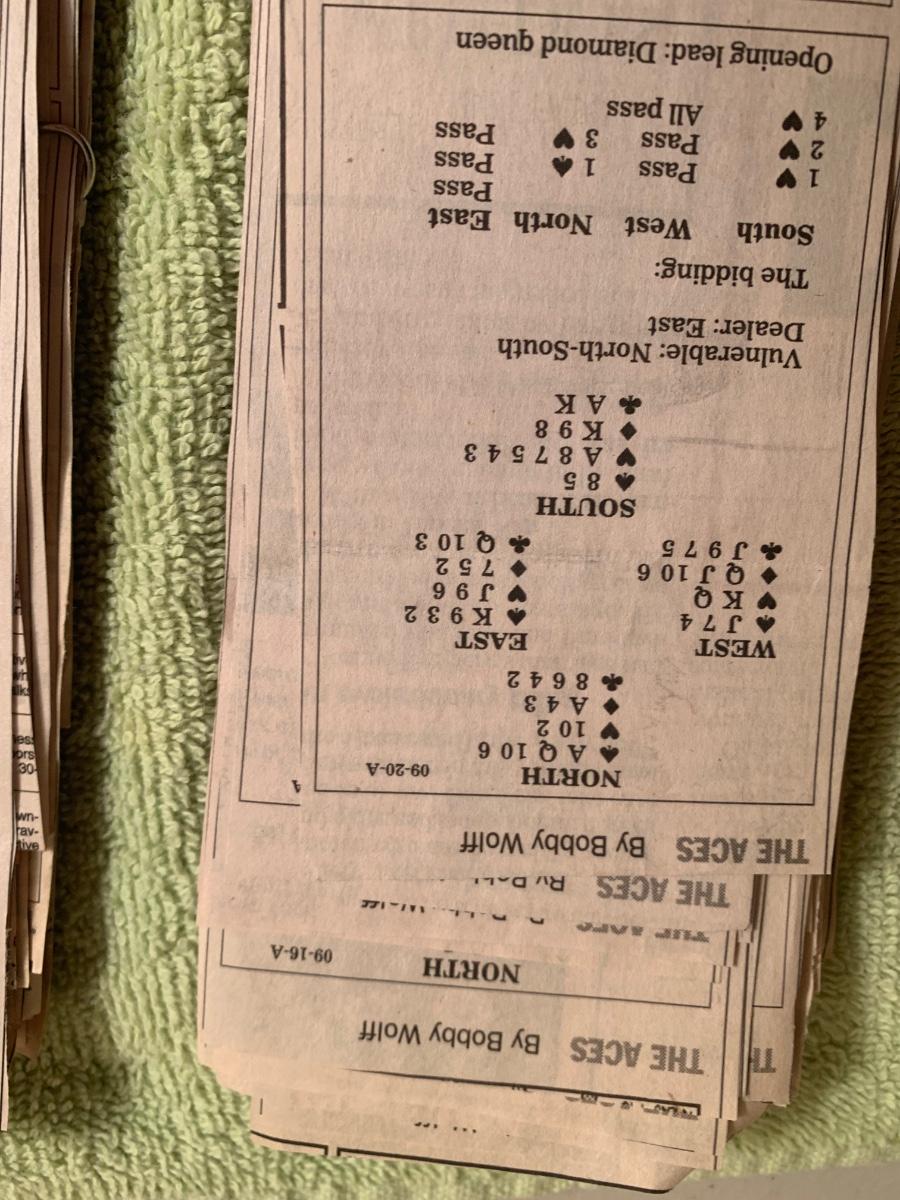 THE ACES By Bobby Wolff
NORTH 09-20-A
♠ A Q 10 6
♥ 10 2
♦ A 4 3
♣ 8 6 4 2
WEST EAST
♠ J 7 4 ♠ K 9 3 2
♥ K Q ♥ J 9 6
♦ Q J 10 6 ♦ 7 5 2
♣ J 9 7 5 ♣ Q 10 3
SOUTH
♠ 8 5
♥ A 8 7 5 4 3
♦ K 9 8
♣ A K
Vulnerable: North-South
Dealer: East
The bidding:
South West North East
Pass
1 ♥ Pass 1 ♠ Pass
2 ♥ Pass 3 ♥ Pass
4 ♥ All pass
Opening lead: Diamond queen
THE ACES By
THE ACES
NORTH 09-16-A
THE ACES By Bobby Wolff
30-